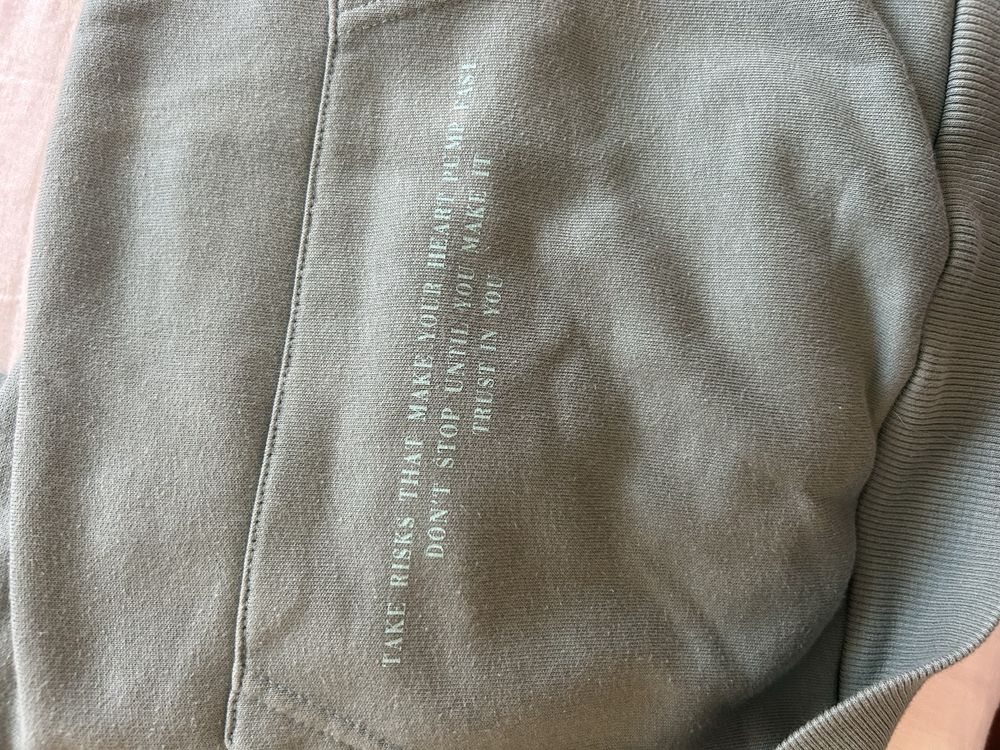 TAKE RISKS THAT MAKE YOUR HEART PUMP FAST
DON'T STOP UNTIL YOU MAKE IT
TRUST IN YOU